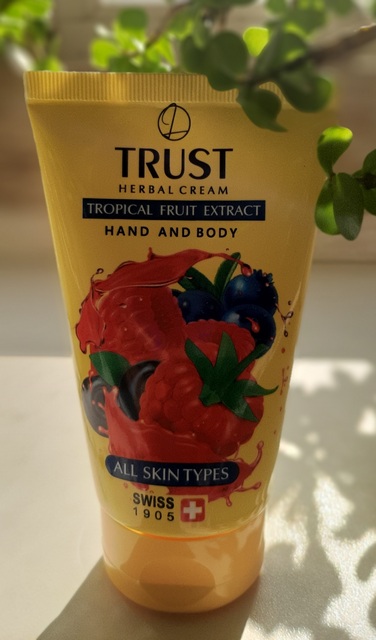 TRUST
HERBAL CREAM
TROPICAL FRUIT EXTRACT
HAND AND BODY
ALL SKIN TYPES
SWISS
1905